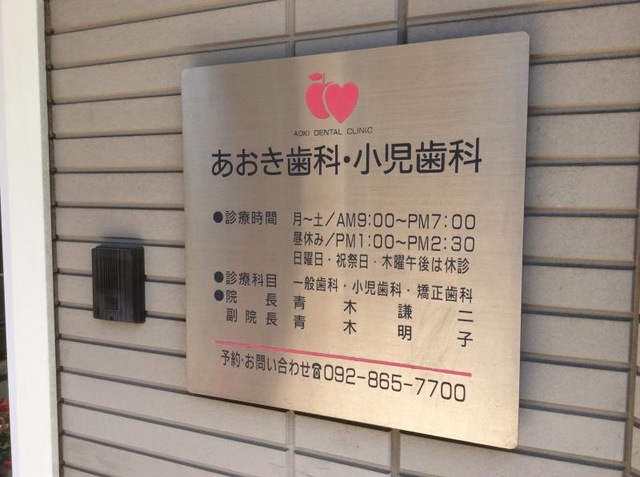 AOKI DENTAL CLINIC
あおき歯科・小児歯科
●診療時間 月～土/AM9:00～PM7:00
昼休み/PM1:00～PM2:30
日曜日・祝祭日・木曜午後は休診
●診療科目 一般歯科・小児歯科・矯正歯科
●院長 青木謙二
副院長 青木明子
予約・お問い合わせ☎092-865-7700